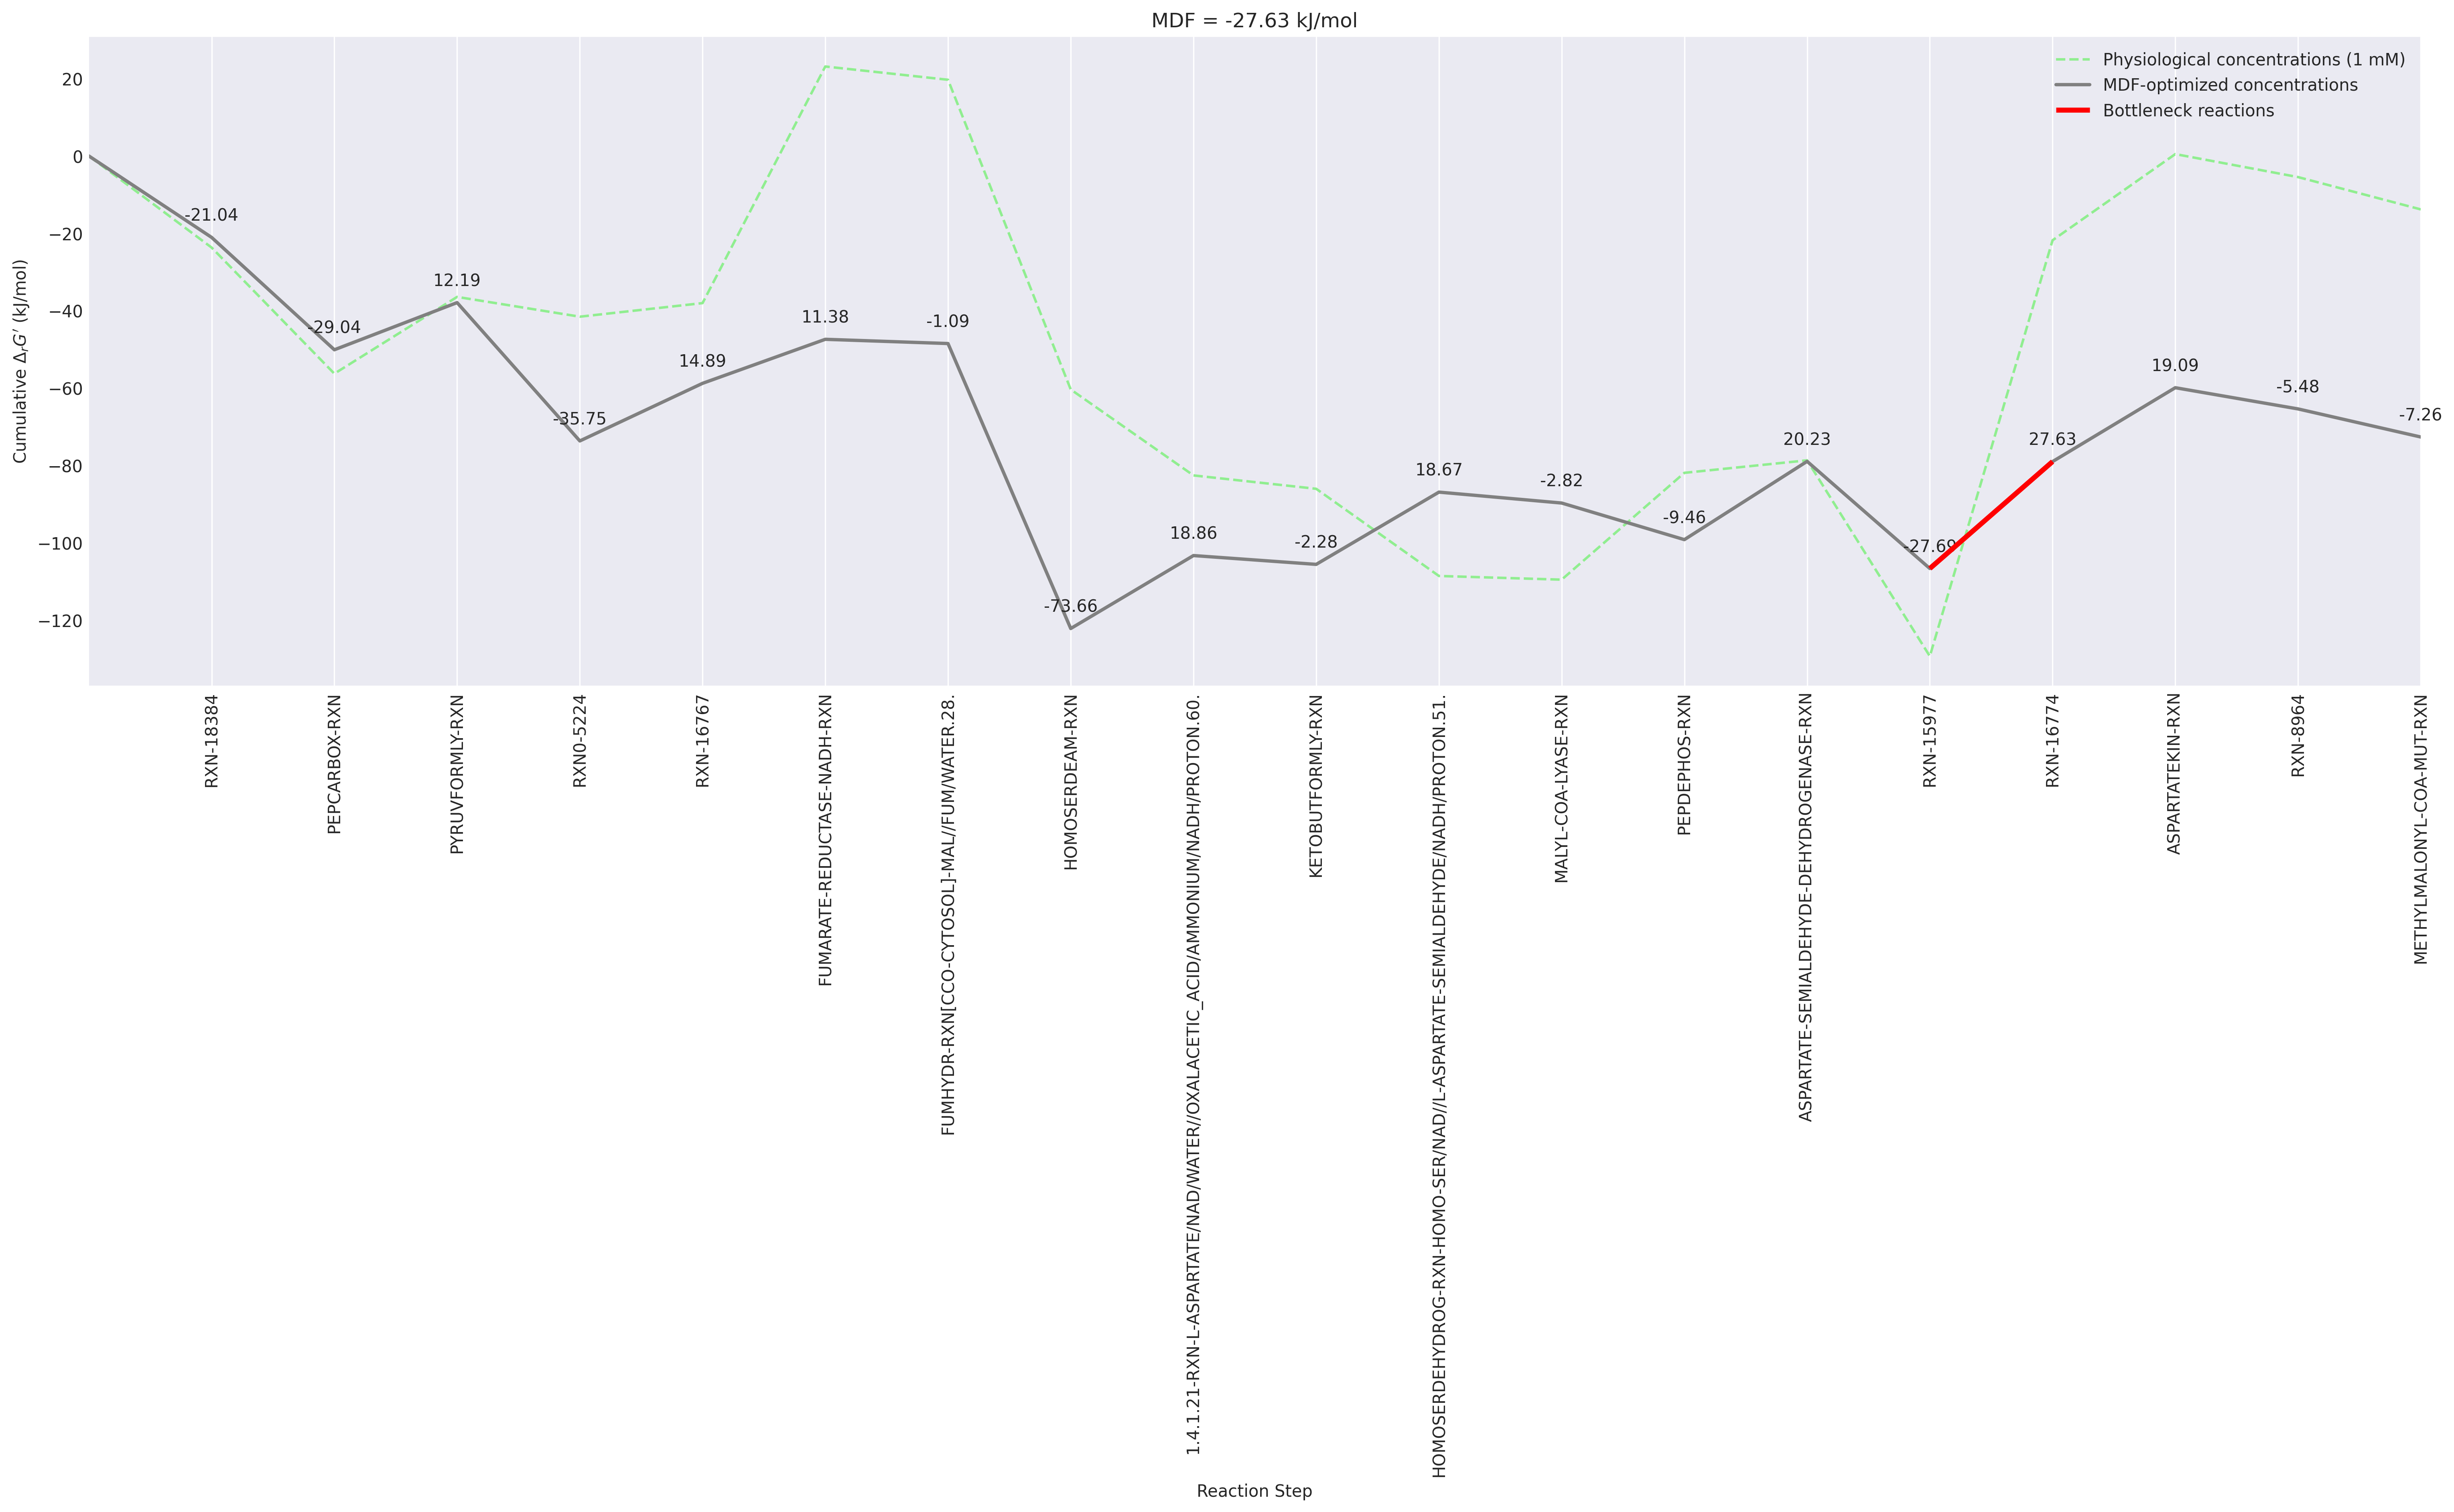 MDF = -27.63 kJ/mol
Physiological concentrations (1 mM)
MDF-optimized concentrations
Bottleneck reactions
Cumulative ΔrG′ (kJ/mol)
20
0
−20
−40
−60
−80
−100
−120
-21.04
-29.04
12.19
-35.75
14.89
11.38
-1.09
-73.66
18.86
-2.28
18.67
-2.82
-9.46
20.23
-27.69
27.63
19.09
-5.48
-7.26
RXN-18384
PEPCARBOX-RXN
PYRUVFORMLY-RXN
RXN0-5224
RXN-16767
FUMARATE-REDUCTASE-NADH-RXN
FUMHYDR-RXN[CCO-CYTOSOL]-MAL//FUM/WATER.28.
HOMOSERDEAM-RXN
1.4.1.21-RXN-L-ASPARTATE/NAD/WATER//OXALACETIC_ACID/AMMONIUM/NADH/PROTON.60.
KETOBUTFORMLY-RXN
HOMOSERDEHYDROG-RXN-HOMO-SER/NAD//L-ASPARTATE-SEMIALDEHYDE/NADH/PROTON.51.
MALYL-COA-LYASE-RXN
PEPDEPHOS-RXN
ASPARTATE-SEMIALDEHYDE-DEHYDROGENASE-RXN
RXN-15977
RXN-16774
ASPARTATEKIN-RXN
RXN-8964
METHYLMALONYL-COA-MUT-RXN
Reaction Step